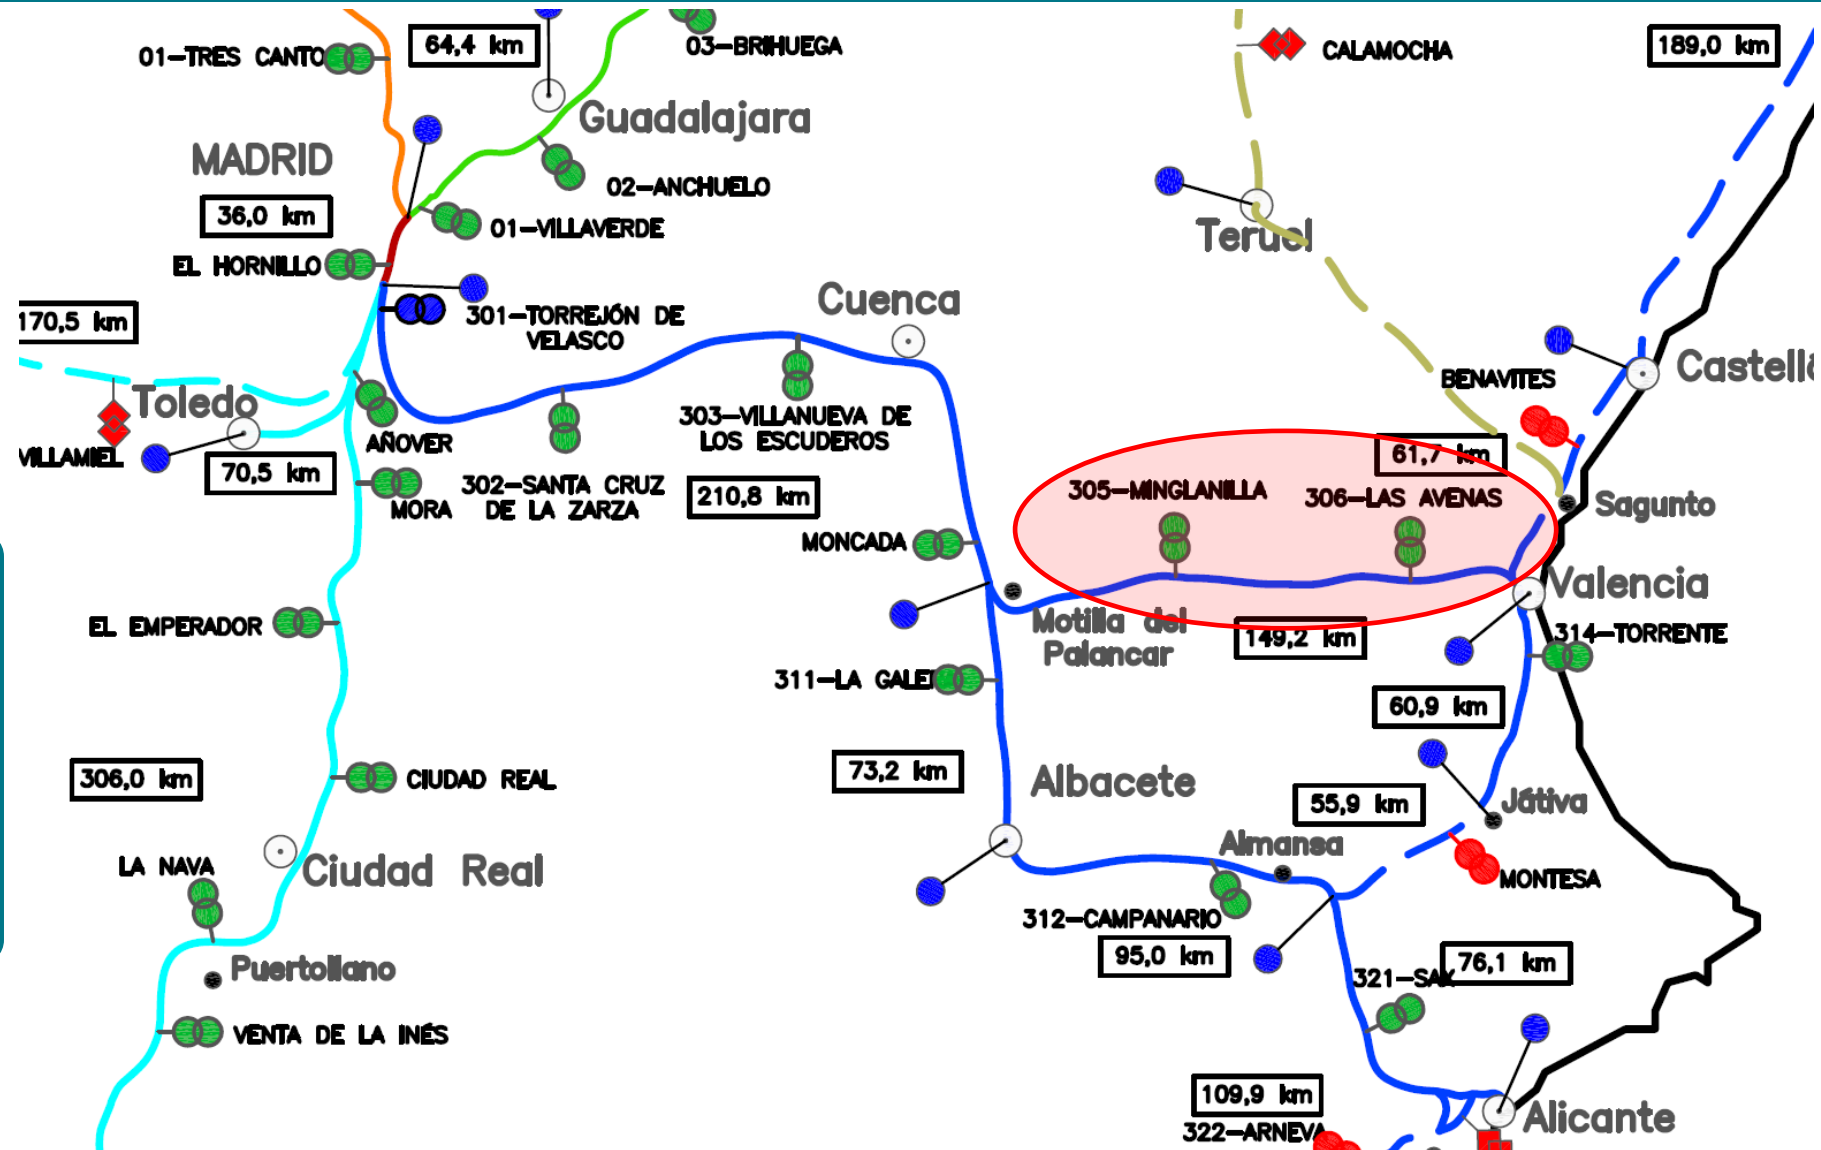 01-TRES CANTO
64,4 km
03-BRIHUEGA
CALAMOCHA
189,0 km
Guadalajara
MADRID
02-ANCHUELO
36,0 km
01-VILLAVERDE
Teruel
EL HORNILLO
170,5 km
301-TORREJÓN DE
VELASCO
Cuenca
Castell
BENAVITES
Toledo
303-VILLANUEVA DE
LOS ESCUDEROS
AÑOVER
VILLAMIEL
70,5 km
61,7 km
302-SANTA CRUZ
DE LA ZARZA
210,8 km
305-MINGLANILLA
306-LAS AVENAS
MORA
Sagunto
MONCADA
Valencia
EL EMPERADOR
Motilla del
Palancar
149,2 km
314-TORRENTE
311-LA GALE
60,9 km
306,0 km
CIUDAD REAL
73,2 km
Albacete
55,9 km
Játiva
Almansa
LA NAVA
Ciudad Real
MONTESA
312-CAMPANARIO
95,0 km
76,1 km
Puertollano
321-SAX
VENTA DE LA INÉS
109,9 km
Alicante
322-ARNEVA